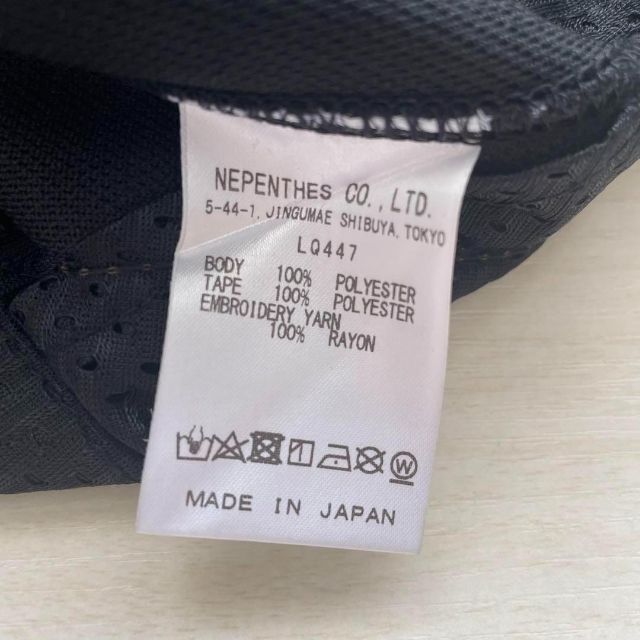 NEPENTHES CO.,LTD.
5-44-1, JINGUMAE SHIBUYA, TOKYO
LQ447
BODY 100% POLYESTER
TAPE 100% POLYESTER
EMBROIDERY YARN
100% RAYON
W
MADE IN JAPAN